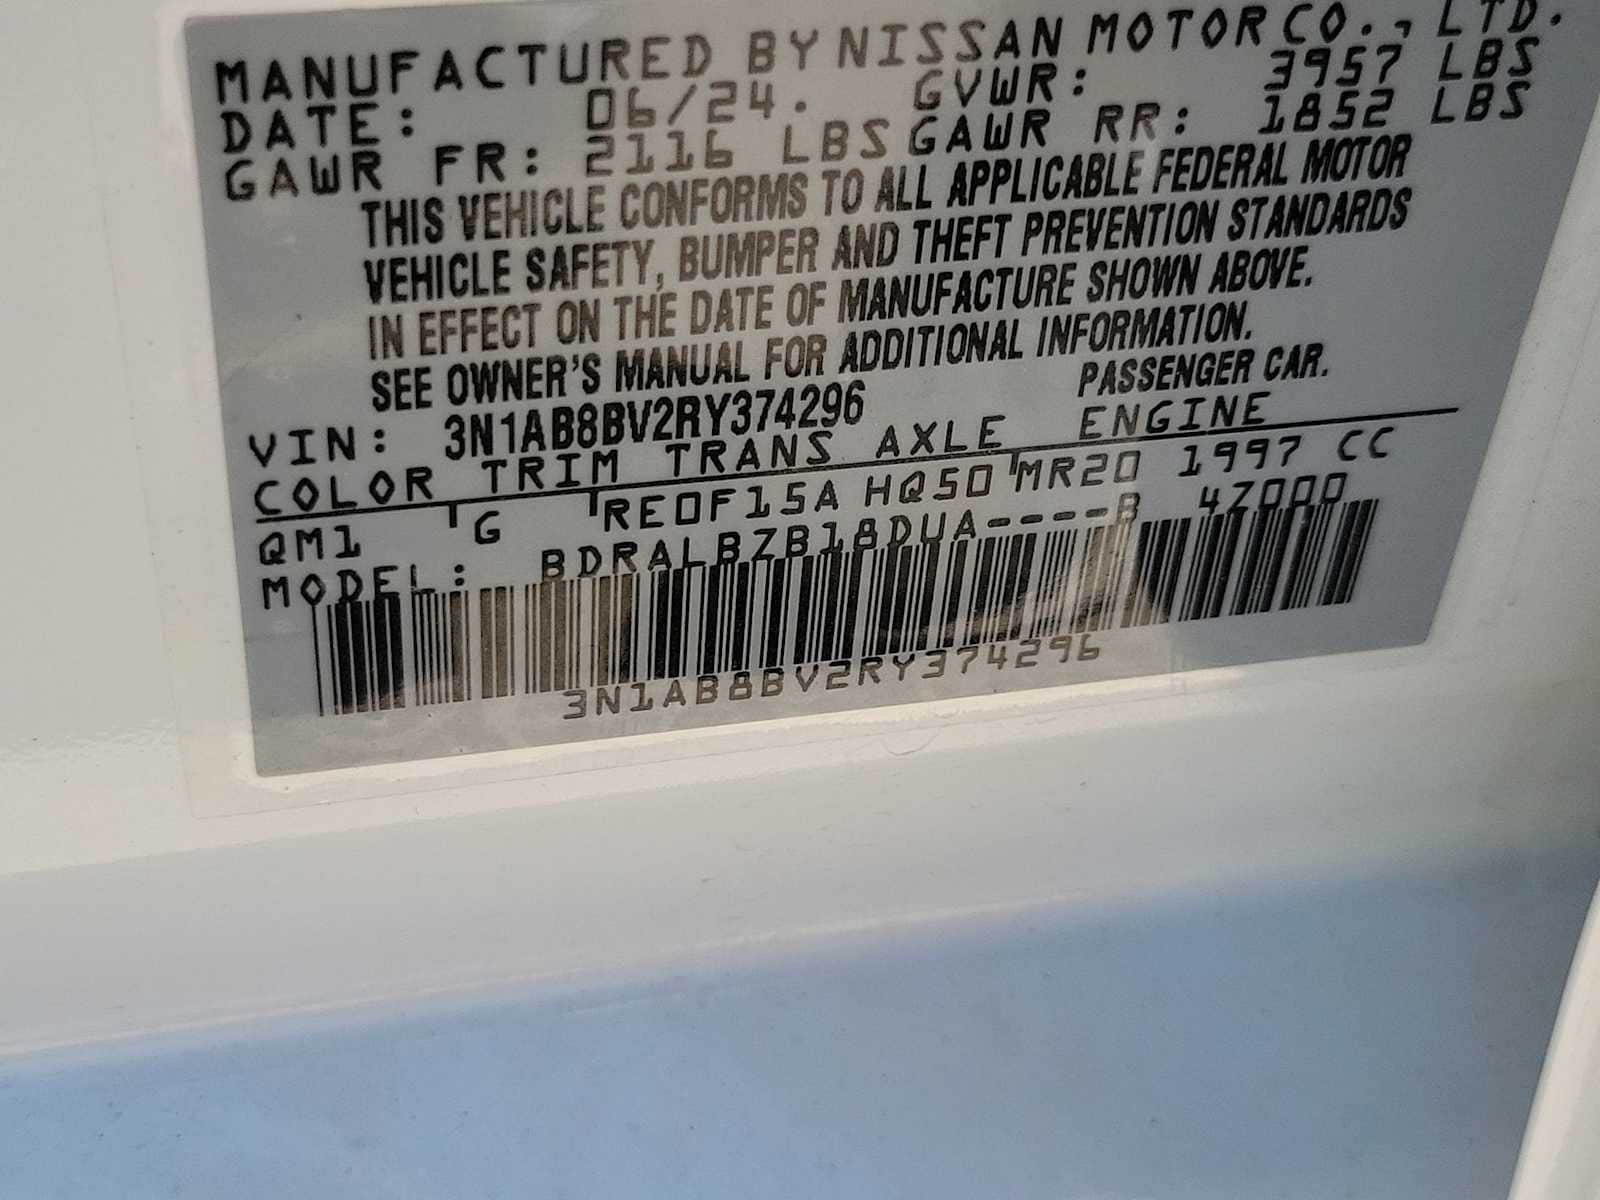 MANUFACTURED BY NISSAN MOTOR CO., LTD.
DATE: 06/24. GVWR: 3957 LBS
GAWR FR: 2116 LBS GAWR RR: 1852 LBS
THIS VEHICLE CONFORMS TO ALL APPLICABLE FEDERAL MOTOR
VEHICLE SAFETY, BUMPER AND THEFT PREVENTION STANDARDS
IN EFFECT ON THE DATE OF MANUFACTURE SHOWN ABOVE.
SEE OWNER'S MANUAL FOR ADDITIONAL INFORMATION.
VIN: 3N1AB8BV2RY374296 PASSENGER CAR.
COLOR TRIM TRANS AXLE ENGINE
QM1 G RE0F15A HQ50 MR20 1997 CC
MODEL: BDRALBZB18DUA----B 4Z000
3N1AB8BV2RY374296